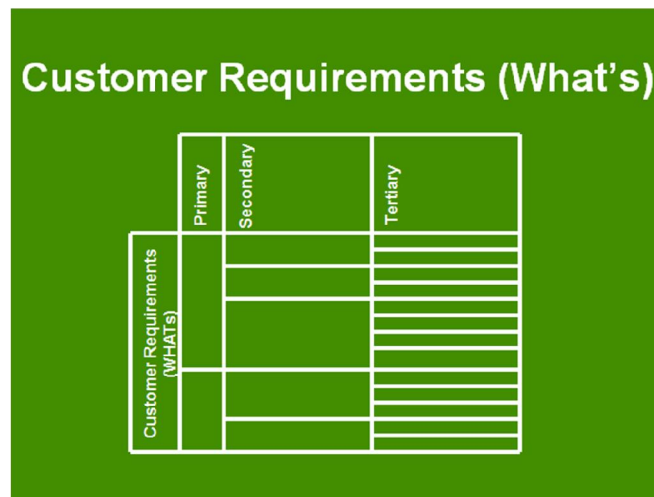 Customer Requirements (What's)
Primary
Secondary
Tertiary
Customer Requirements
(WHATs)